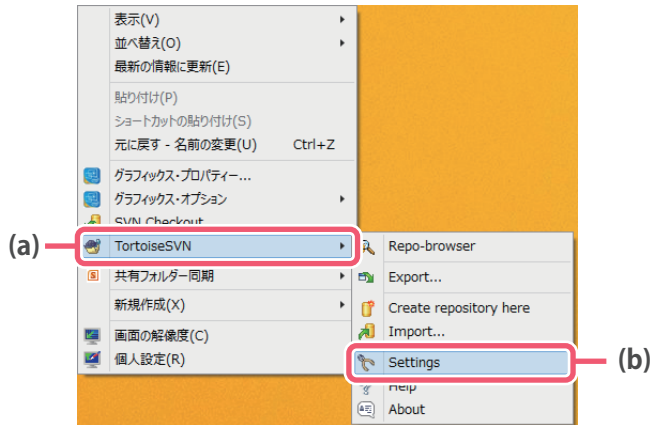 表示(V)
並べ替え(O)
最新の情報に更新(E)
貼り付け(P)
ショートカットの貼り付け(S)
元に戻す - 名前の変更(U) Ctrl+Z
グラフィックス・プロパティー...
グラフィックス・オプション
SVN Checkout
(a)
TortoiseSVN
共有フォルダー同期
新規作成(X)
画面の解像度(C)
個人設定(R)
Repo-browser
Export...
Create repository here
Import...
Settings
(b)
Help
About